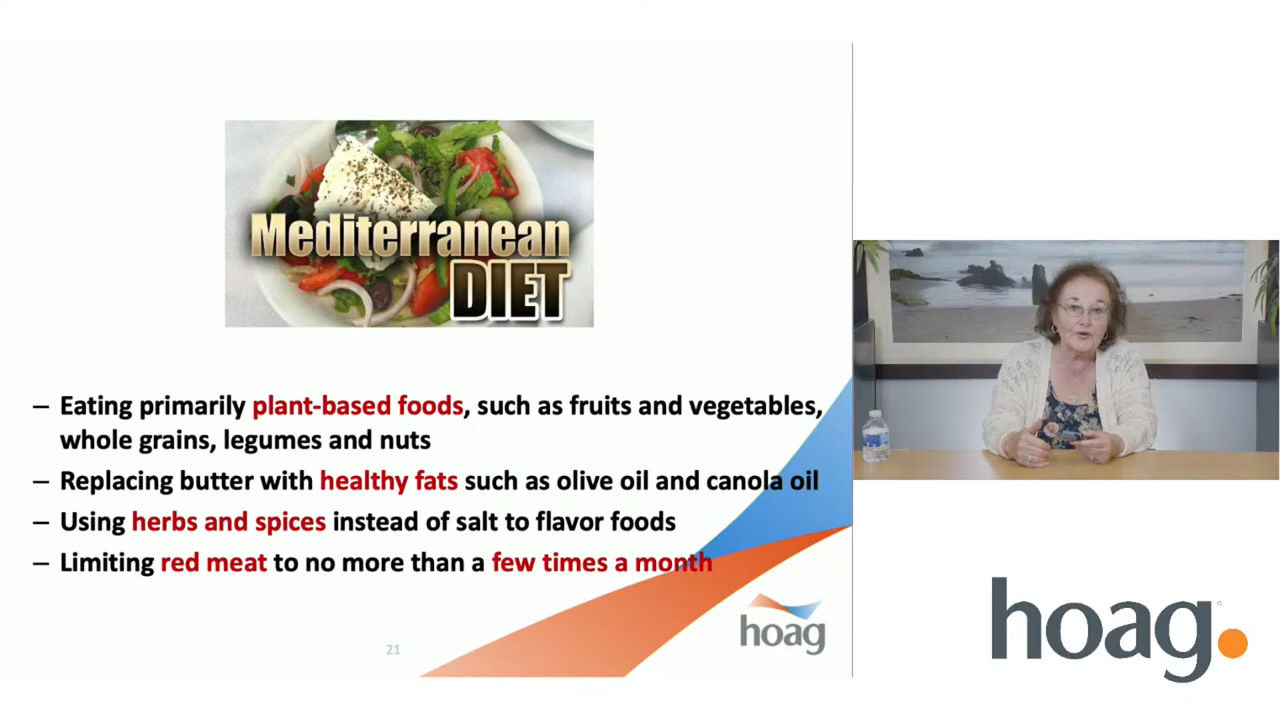 Mediterranean
DIET
– Eating primarily plant-based foods, such as fruits and vegetables,
whole grains, legumes and nuts
– Replacing butter with healthy fats such as olive oil and canola oil
– Using herbs and spices instead of salt to flavor foods
– Limiting red meat to no more than a few times a month
21
hoag
hoag.